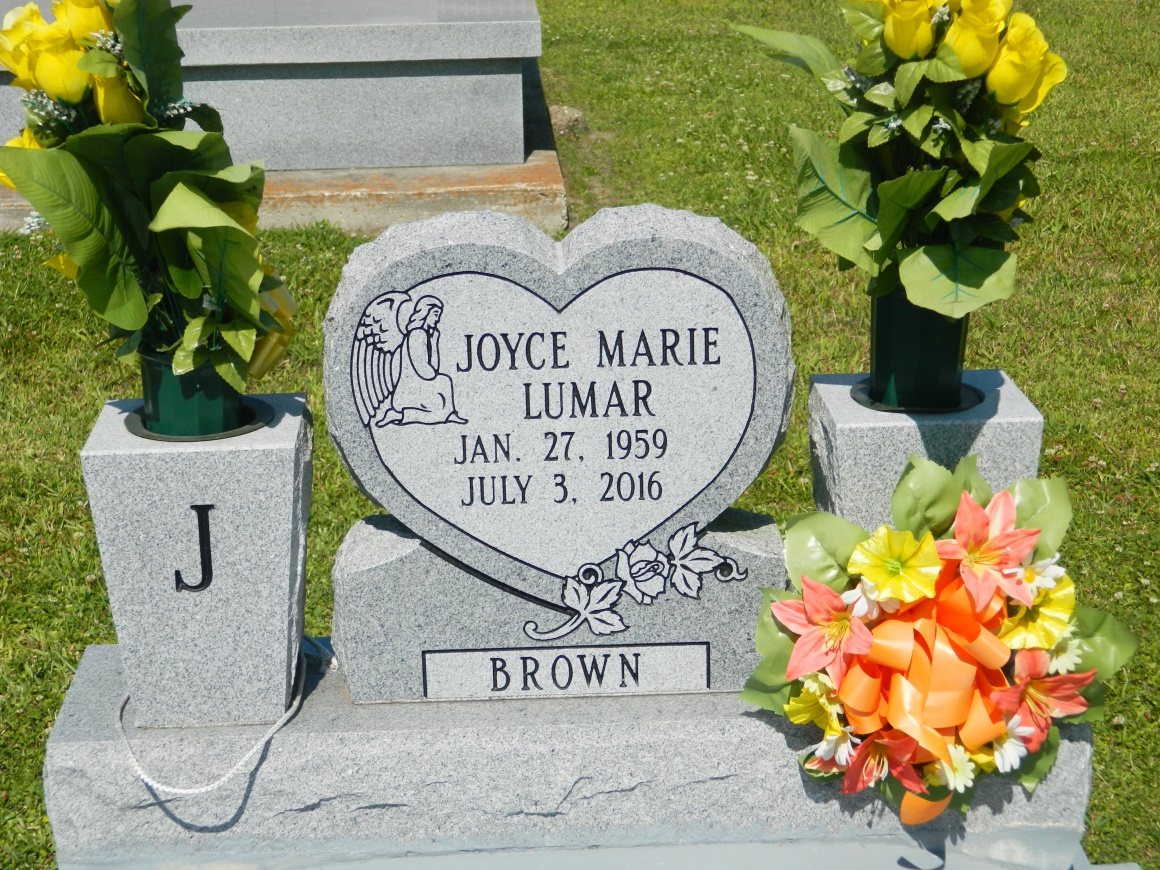 JOYCE MARIE
LUMAR
JAN. 27, 1959
JULY 3, 2016
J
BROWN